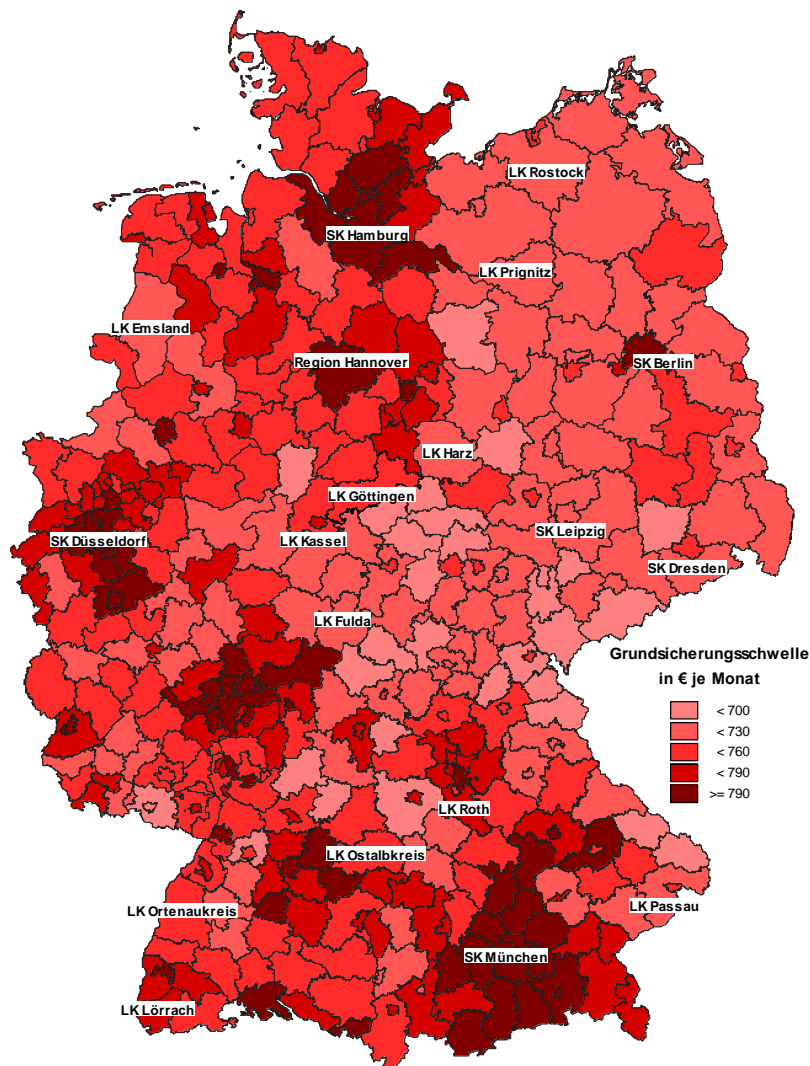 LK Rostock
SK Hamburg
LK Prignitz
LK Emsland
Region Hannover
SK Berlin
LK Harz
LK Göttingen
SK Leipzig
SK Düsseldorf
LK Kassel
SK Dresden
LK Fulda
Grundsicherungsschwelle
in € je Monat
< 700
< 730
< 760
< 790
>= 790
LK Roth
LK Ostalbkreis
LK Ortenaukreis
LK Passau
SK München
LK Lörrach